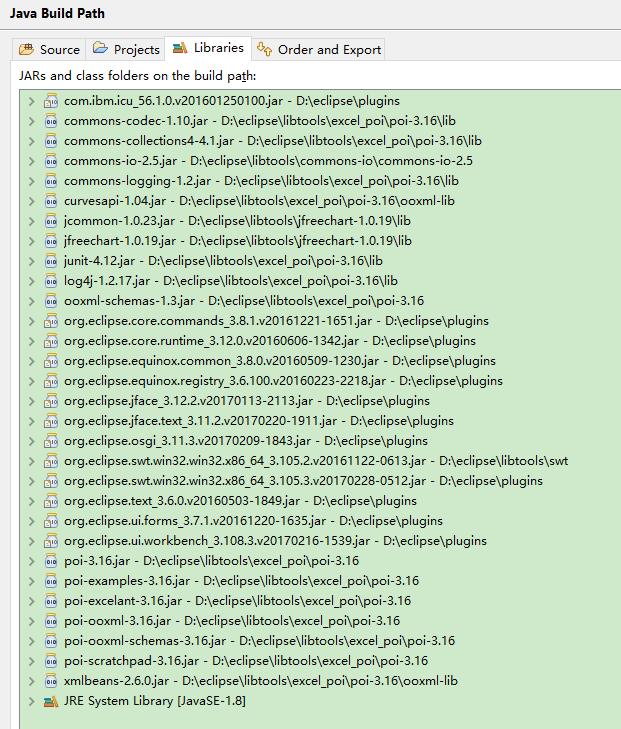 Java Build Path
Source Projects Libraries Order and Export
JARs and class folders on the build path:
com.ibm.icu_56.1.0.v201601250100.jar - D:\eclipse\plugins
commons-codec-1.10.jar - D:\eclipse\libtools\excel_poi\poi-3.16\lib
commons-collections4-4.1.jar - D:\eclipse\libtools\excel_poi\poi-3.16\lib
commons-io-2.5.jar - D:\eclipse\libtools\commons-io\commons-io-2.5
commons-logging-1.2.jar - D:\eclipse\libtools\excel_poi\poi-3.16\lib
curvesapi-1.04.jar - D:\eclipse\libtools\excel_poi\poi-3.16\ooxml-lib
jcommon-1.0.23.jar - D:\eclipse\libtools\jfreechart-1.0.19\lib
jfreechart-1.0.19.jar - D:\eclipse\libtools\jfreechart-1.0.19\lib
junit-4.12.jar - D:\eclipse\libtools\excel_poi\poi-3.16\lib
log4j-1.2.17.jar - D:\eclipse\libtools\excel_poi\poi-3.16\lib
ooxml-schemas-1.3.jar - D:\eclipse\libtools\excel_poi\poi-3.16
org.eclipse.core.commands_3.8.1.v20161221-1651.jar - D:\eclipse\plugins
org.eclipse.core.runtime_3.12.0.v20160606-1342.jar - D:\eclipse\plugins
org.eclipse.equinox.common_3.8.0.v20160509-1230.jar - D:\eclipse\plugins
org.eclipse.equinox.registry_3.6.100.v20160223-2218.jar - D:\eclipse\plugins
org.eclipse.jface_3.12.2.v20170113-2113.jar - D:\eclipse\plugins
org.eclipse.jface.text_3.11.2.v20170220-1911.jar - D:\eclipse\plugins
org.eclipse.osgi_3.11.3.v20170209-1843.jar - D:\eclipse\plugins
org.eclipse.swt.win32.win32.x86_64_3.105.2.v20161122-0613.jar - D:\eclipse\libtools\swt
org.eclipse.swt.win32.win32.x86_64_3.105.3.v20170228-0512.jar - D:\eclipse\plugins
org.eclipse.text_3.6.0.v20160503-1849.jar - D:\eclipse\plugins
org.eclipse.ui.forms_3.7.1.v20161220-1635.jar - D:\eclipse\plugins
org.eclipse.ui.workbench_3.108.3.v20170216-1539.jar - D:\eclipse\plugins
poi-3.16.jar - D:\eclipse\libtools\excel_poi\poi-3.16
poi-examples-3.16.jar - D:\eclipse\libtools\excel_poi\poi-3.16
poi-excelant-3.16.jar - D:\eclipse\libtools\excel_poi\poi-3.16
poi-ooxml-3.16.jar - D:\eclipse\libtools\excel_poi\poi-3.16
poi-ooxml-schemas-3.16.jar - D:\eclipse\libtools\excel_poi\poi-3.16
poi-scratchpad-3.16.jar - D:\eclipse\libtools\excel_poi\poi-3.16
xmlbeans-2.6.0.jar - D:\eclipse\libtools\excel_poi\poi-3.16\ooxml-lib
JRE System Library [JavaSE-1.8]